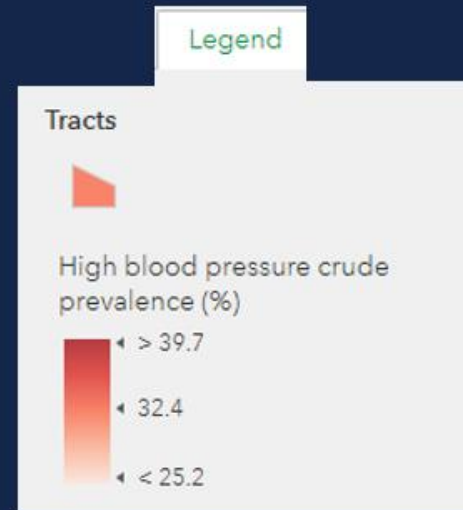 Legend
Tracts
High blood pressure crude
prevalence (%)
> 39.7
32.4
< 25.2